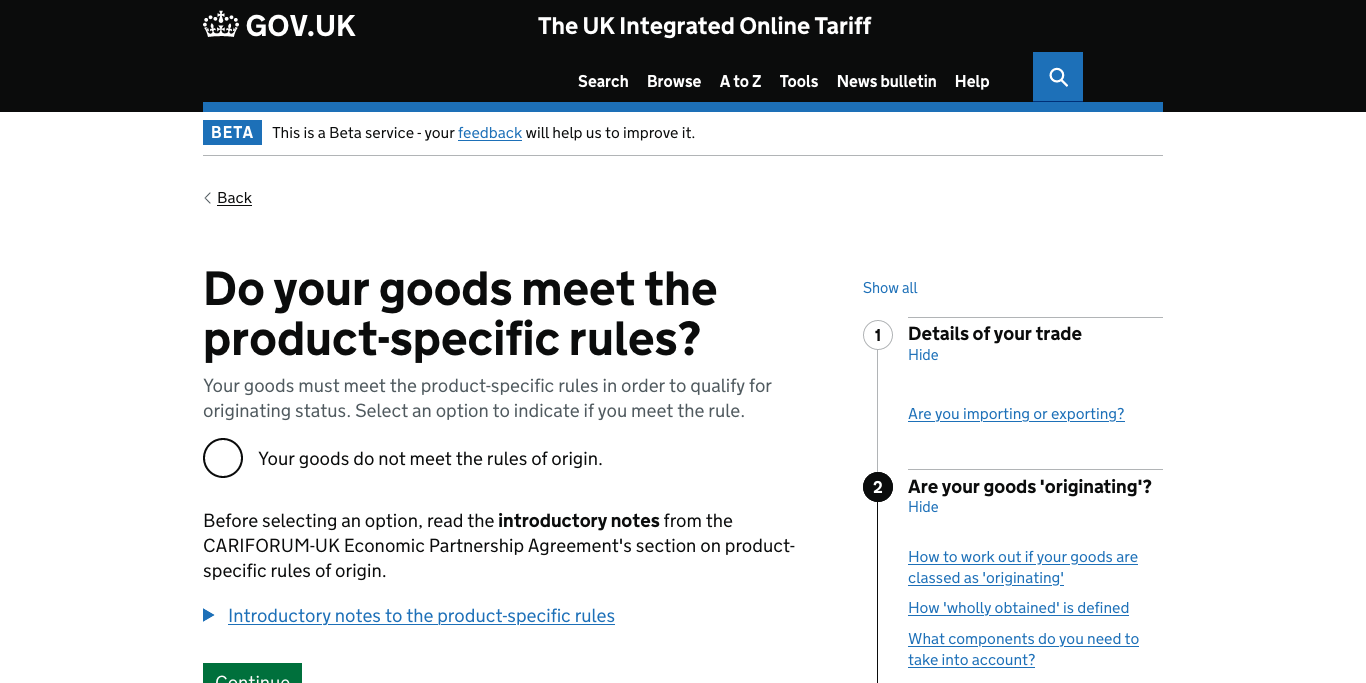 GOV.UK
The UK Integrated Online Tariff
Search Browse A to Z Tools News bulletin Help
BETA This is a Beta service - your feedback will help us to improve it.
Back
Do your goods meet the
product-specific rules?
Your goods must meet the product-specific rules in order to qualify for
originating status. Select an option to indicate if you meet the rule.
Your goods do not meet the rules of origin.
Before selecting an option, read the introductory notes from the
CARIFORUM-UK Economic Partnership Agreement's section on product-
specific rules of origin.
Introductory notes to the product-specific rules
Continue
Show all
1 Details of your trade
Hide
Are you importing or exporting?
2 Are your goods 'originating'?
Hide
How to work out if your goods are
classed as 'originating'
How 'wholly obtained' is defined
What components do you need to
take into account?